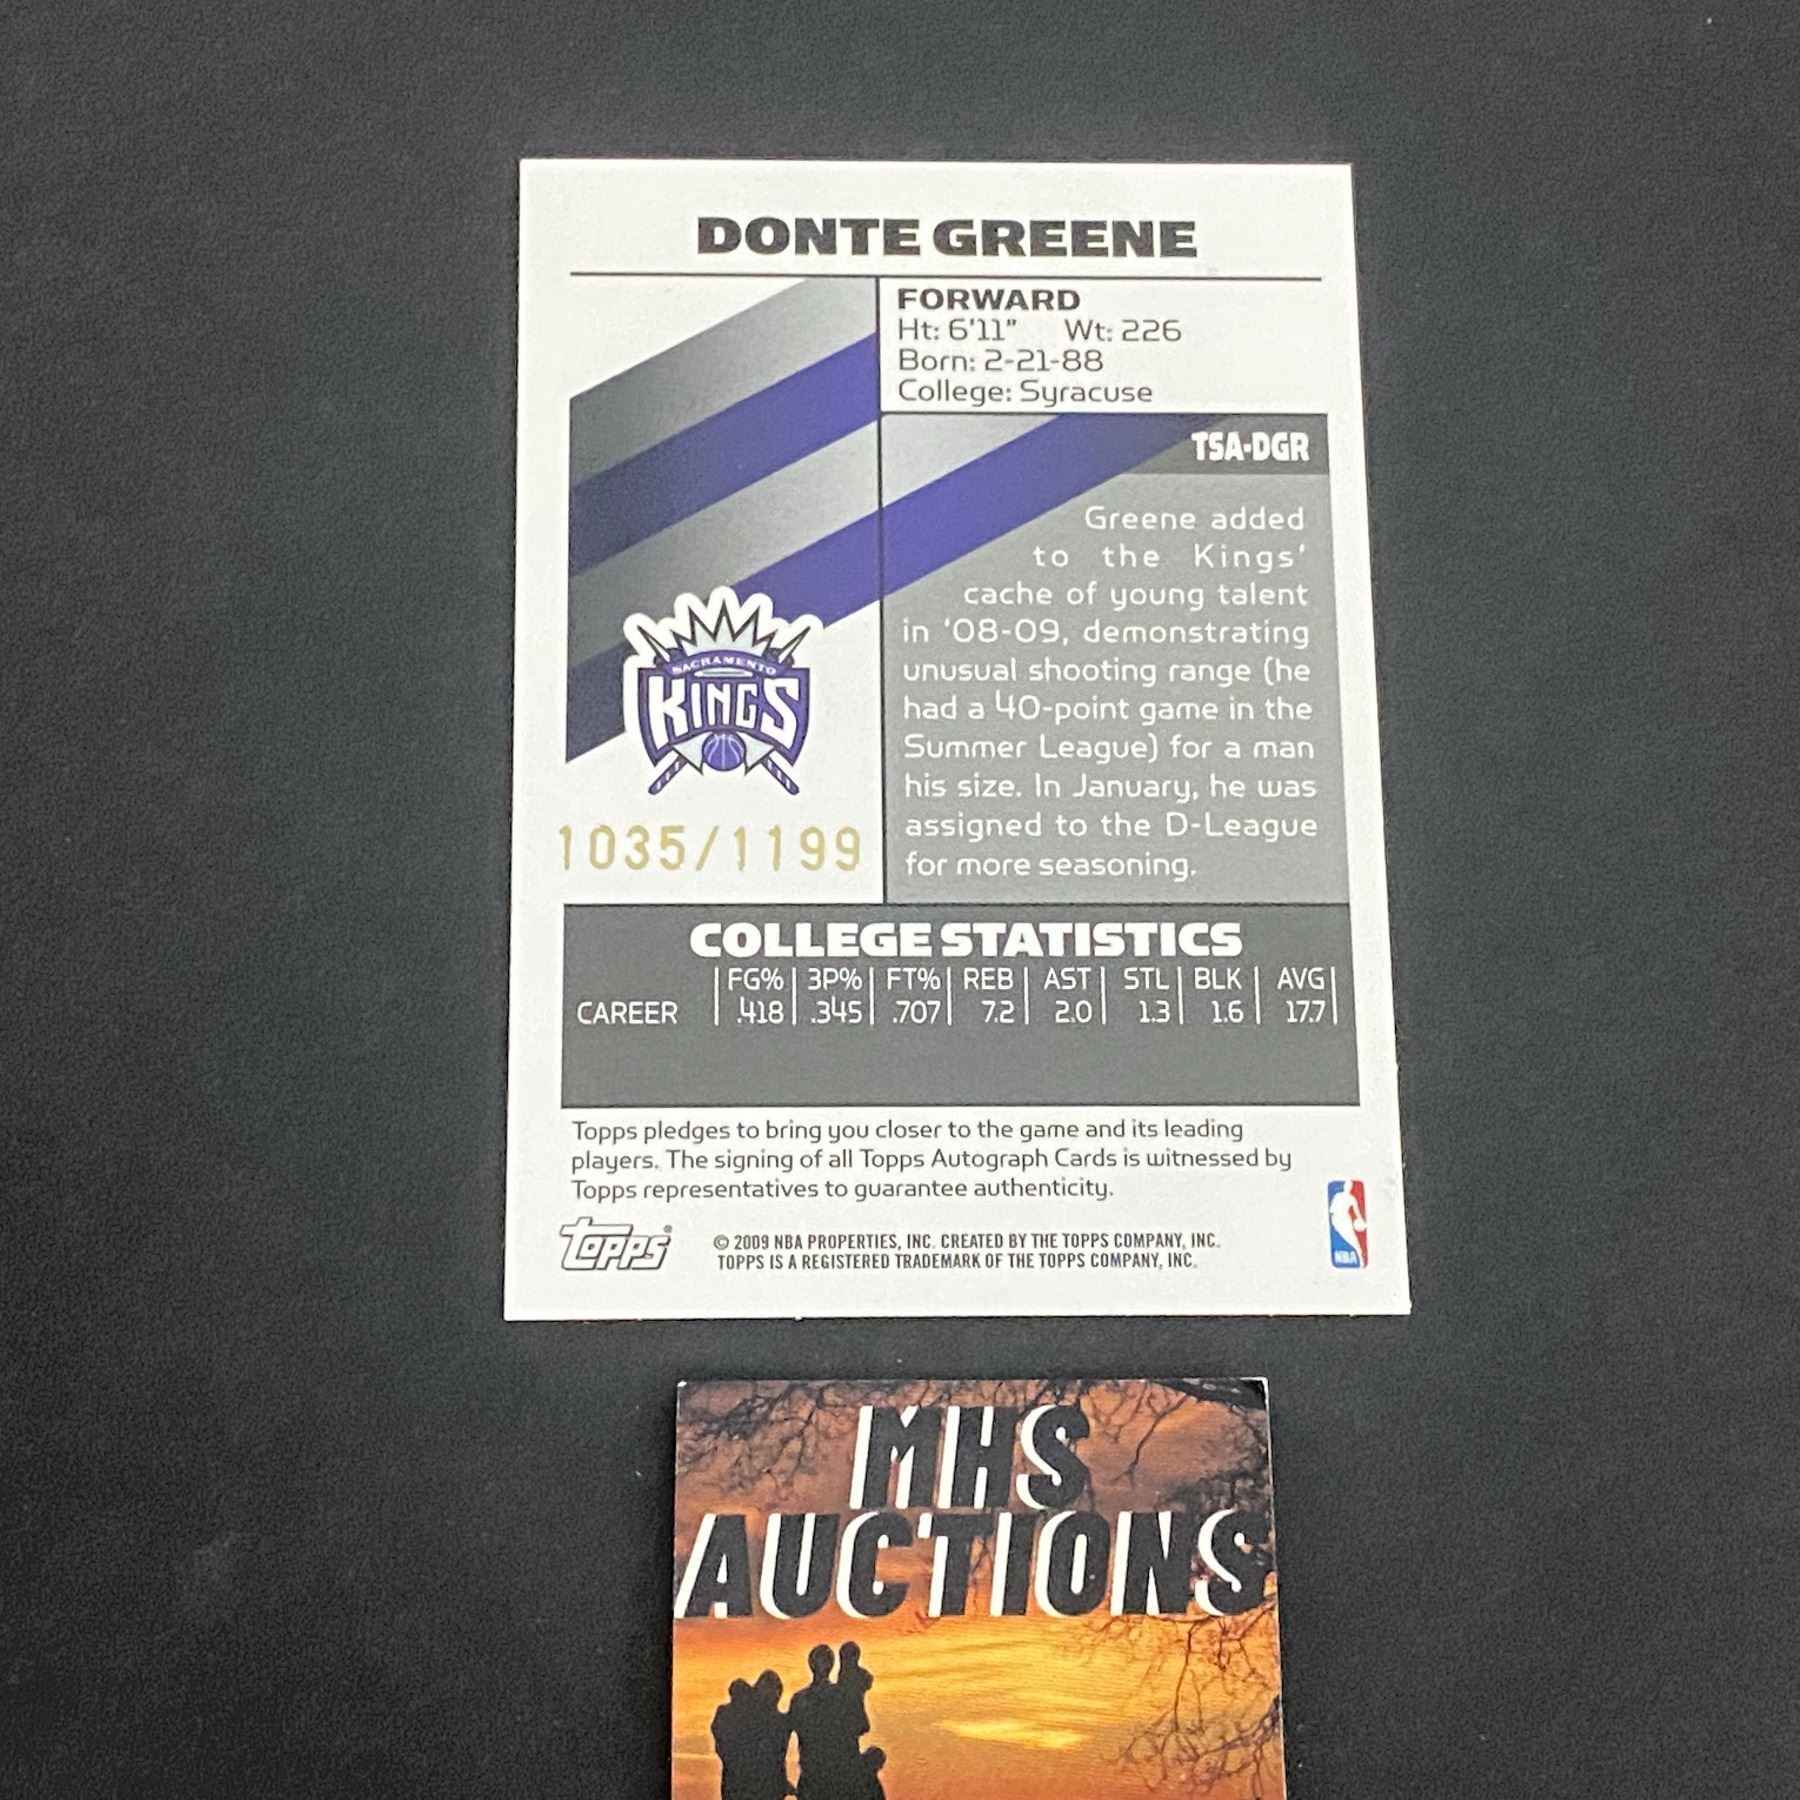 DONTE GREENE
FORWARD
Ht: 6'11" Wt: 226
Born: 2-21-88
College: Syracuse
TSA-DGR
Greene added
to the Kings'
cache of young talent
in '08-09, demonstrating
unusual shooting range (he
had a 40-point game in the
Summer League) for a man
his size. In January, he was
assigned to the D-League
for more seasoning.
SACRAMENTO
KINGS
1035/1199
COLLEGE STATISTICS
FG% 3P% FT% REB AST STL BLK AVG
CAREER .418 .345 .707 7.2 2.0 1.3 1.6 17.7
Topps pledges to bring you closer to the game and its leading
players. The signing of all Topps Autograph Cards is witnessed by
Topps representatives to guarantee authenticity.
Topps®
© 2009 NBA PROPERTIES, INC. CREATED BY THE TOPPS COMPANY, INC.
TOPPS IS A REGISTERED TRADEMARK OF THE TOPPS COMPANY, INC.
NBA
MHS
AUCTIONS